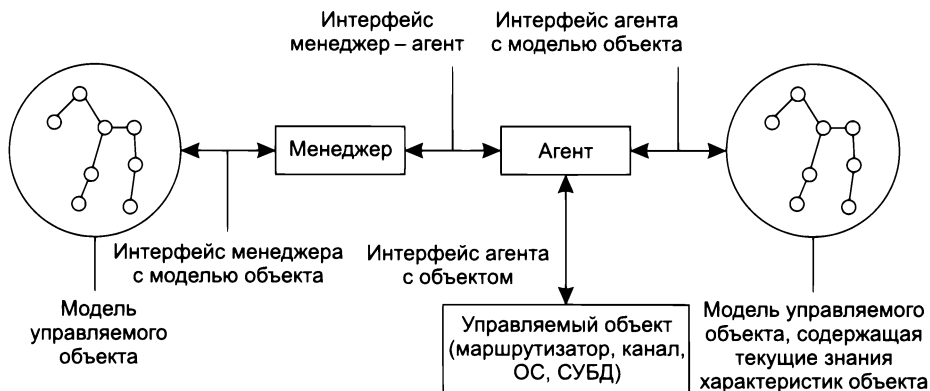 Интерфейс
менеджер – агент
Интерфейс агента
с моделью объекта
Менеджер
Агент
Интерфейс менеджера
с моделью объекта
Интерфейс агента
с объектом
Модель
управляемого
объекта
Управляемый объект
(маршрутизатор, канал,
ОС, СУБД)
Модель управляемого
объекта, содержащая
текущие знания
характеристик объекта